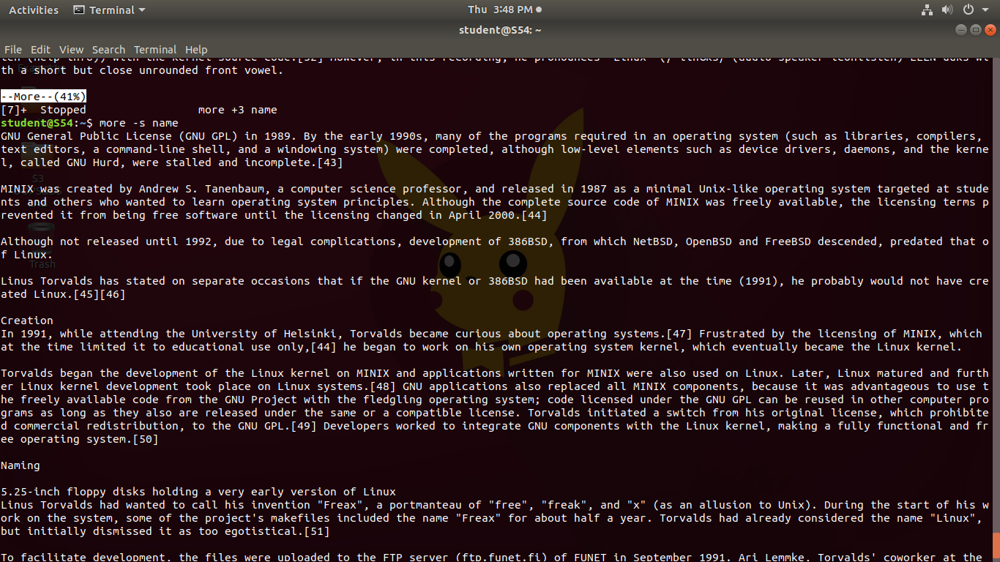 Activities Terminal Thu 3:48 PM
student@S54: ~
File Edit View Search Terminal Help
th a short but close unrounded front vowel.
--More--(41%)
[7]+  Stopped                 more +3 name
student@S54:~$ more -s name
GNU General Public License (GNU GPL) in 1989. By the early 1990s, many of the programs required in an operating system (such as libraries, compilers,
text editors, a command-line shell, and a windowing system) were completed, although low-level elements such as device drivers, daemons, and the kerne
l, called GNU Hurd, were stalled and incomplete.[43]
S3
MINIX was created by Andrew S. Tanenbaum, a computer science professor, and released in 1987 as a minimal Unix-like operating system targeted at stude
nts and others who wanted to learn operating system principles. Although the complete source code of MINIX was freely available, the licensing terms p
revented it from being free software until the licensing changed in April 2000.[44]
Although not released until 1992, due to legal complications, development of 386BSD, from which NetBSD, OpenBSD and FreeBSD descended, predated that o
f Linux.
Trash
Linus Torvalds has stated on separate occasions that if the GNU kernel or 386BSD had been available at the time (1991), he probably would not have cre
ated Linux.[45][46]
Creation
In 1991, while attending the University of Helsinki, Torvalds became curious about operating systems.[47] Frustrated by the licensing of MINIX, which
at the time limited it to educational use only,[44] he began to work on his own operating system kernel, which eventually became the Linux kernel.
Torvalds began the development of the Linux kernel on MINIX and applications written for MINIX were also used on Linux. Later, Linux matured and furth
er Linux kernel development took place on Linux systems.[48] GNU applications also replaced all MINIX components, because it was advantageous to use t
he freely available code from the GNU Project with the fledgling operating system; code licensed under the GNU GPL can be reused in other computer pro
grams as long as they also are released under the same or a compatible license. Torvalds initiated a switch from his original license, which prohibite
d commercial redistribution, to the GNU GPL.[49] Developers worked to integrate GNU components with the Linux kernel, making a fully functional and fr
ee operating system.[50]
Naming
5.25-inch floppy disks holding a very early version of Linux
Linus Torvalds had wanted to call his invention "Freax", a portmanteau of "free", "freak", and "x" (as an allusion to Unix). During the start of his w
ork on the system, some of the project's makefiles included the name "Freax" for about half a year. Torvalds had already considered the name "Linux",
but initially dismissed it as too egotistical.[51]
To facilitate development, the files were uploaded to the FTP server (ftp.funet.fi) of FUNET in September 1991. Ari Lemmke, Torvalds' coworker at the